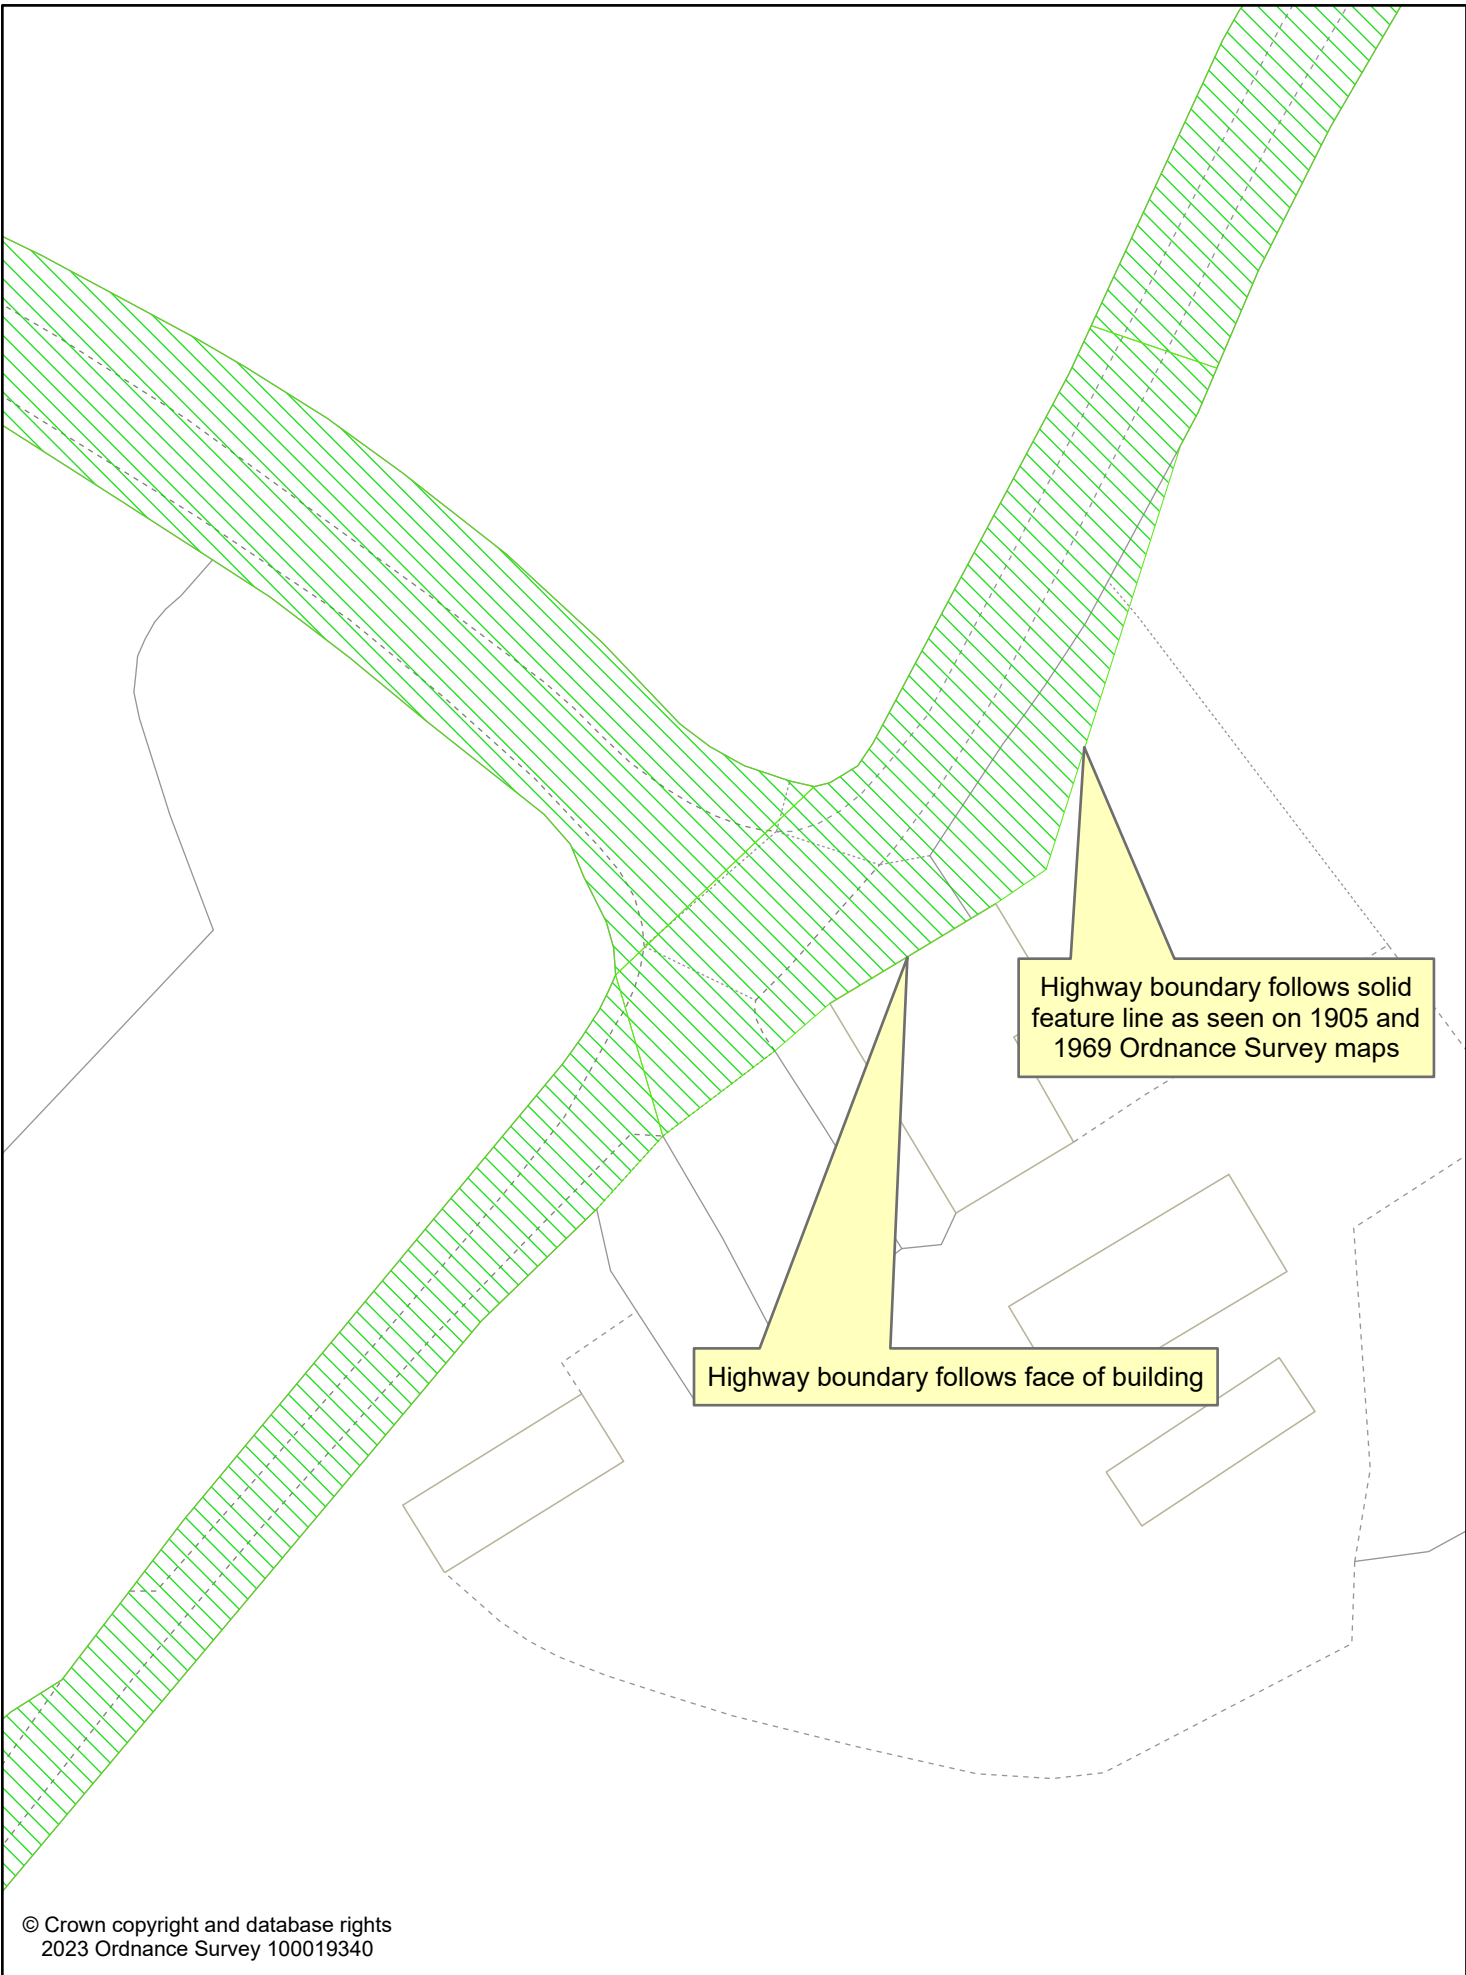 Highway boundary follows solid
feature line as seen on 1905 and
1969 Ordnance Survey maps
Highway boundary follows face of building
© Crown copyright and database rights
2023 Ordnance Survey 100019340